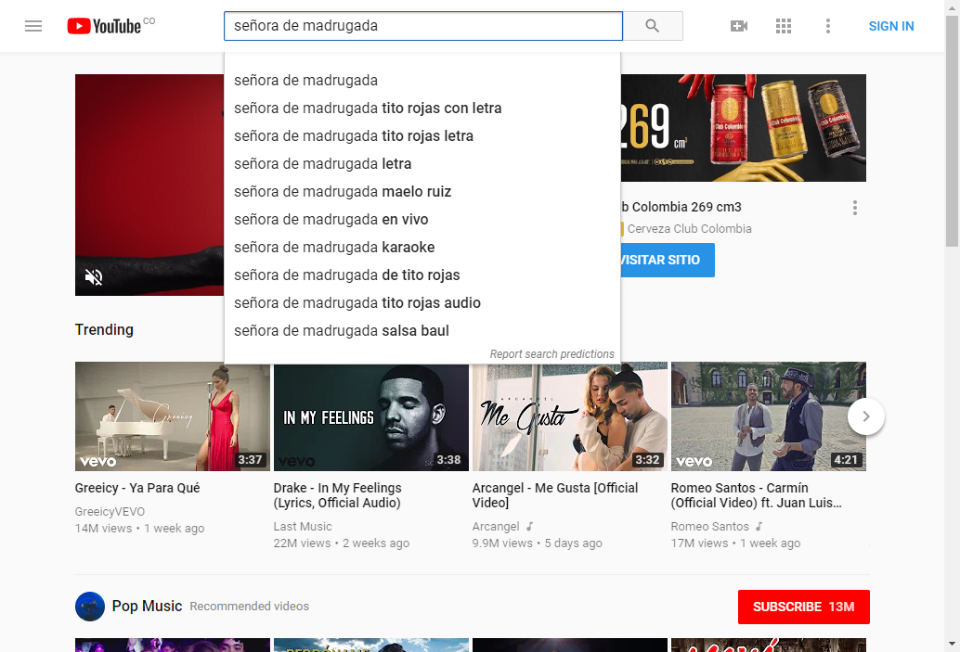 YouTube CO
señora de madrugada
SIGN IN
señora de madrugada
señora de madrugada tito rojas con letra
señora de madrugada tito rojas letra
señora de madrugada letra
señora de madrugada maelo ruiz
señora de madrugada en vivo
señora de madrugada karaoke
señora de madrugada de tito rojas
señora de madrugada tito rojas audio
señora de madrugada salsa baul
Report search predictions
269 cm³
Club Colombia
b Colombia 269 cm3
Cerveza Club Colombia
VISITAR SITIO
Trending
Greeicy
vevo
3:37
IN MY FEELINGS
vevo
3:38
ARCANGEL
Me Gusta
3:32
vevo
4:21
Greeicy - Ya Para Qué
GreeicyVEVO
14M views • 1 week ago
Drake - In My Feelings
(Lyrics, Official Audio)
Last Music
22M views • 2 weeks ago
Arcangel - Me Gusta [Official
Video]
Arcangel
9.9M views • 5 days ago
Romeo Santos - Carmín
(Official Video) ft. Juan Luis...
Romeo Santos
17M views • 1 week ago
Pop Music Recommended videos
SUBSCRIBE 13M